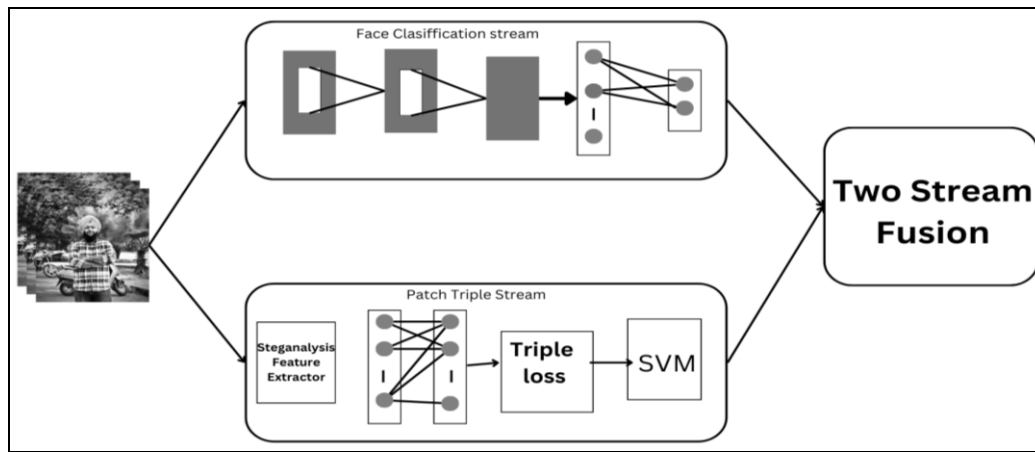 Face Clasiffication stream
Two Stream
Fusion
Patch Triple Stream
Steganalysis
Feature
Extractor
Triple
loss
SVM